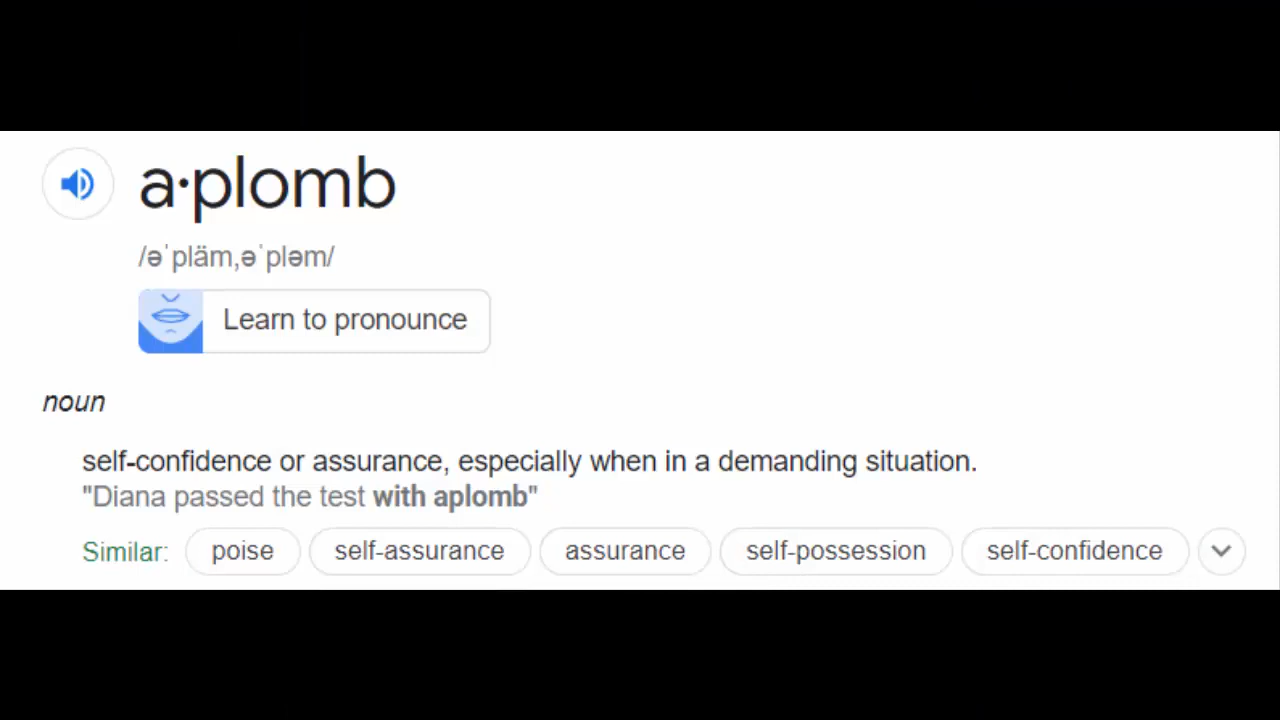 a·plomb
/əˈpläm,əˈpləm/
Learn to pronounce
noun
self-confidence or assurance, especially when in a demanding situation.
"Diana passed the test with aplomb"
Similar: poise self-assurance assurance self-possession self-confidence